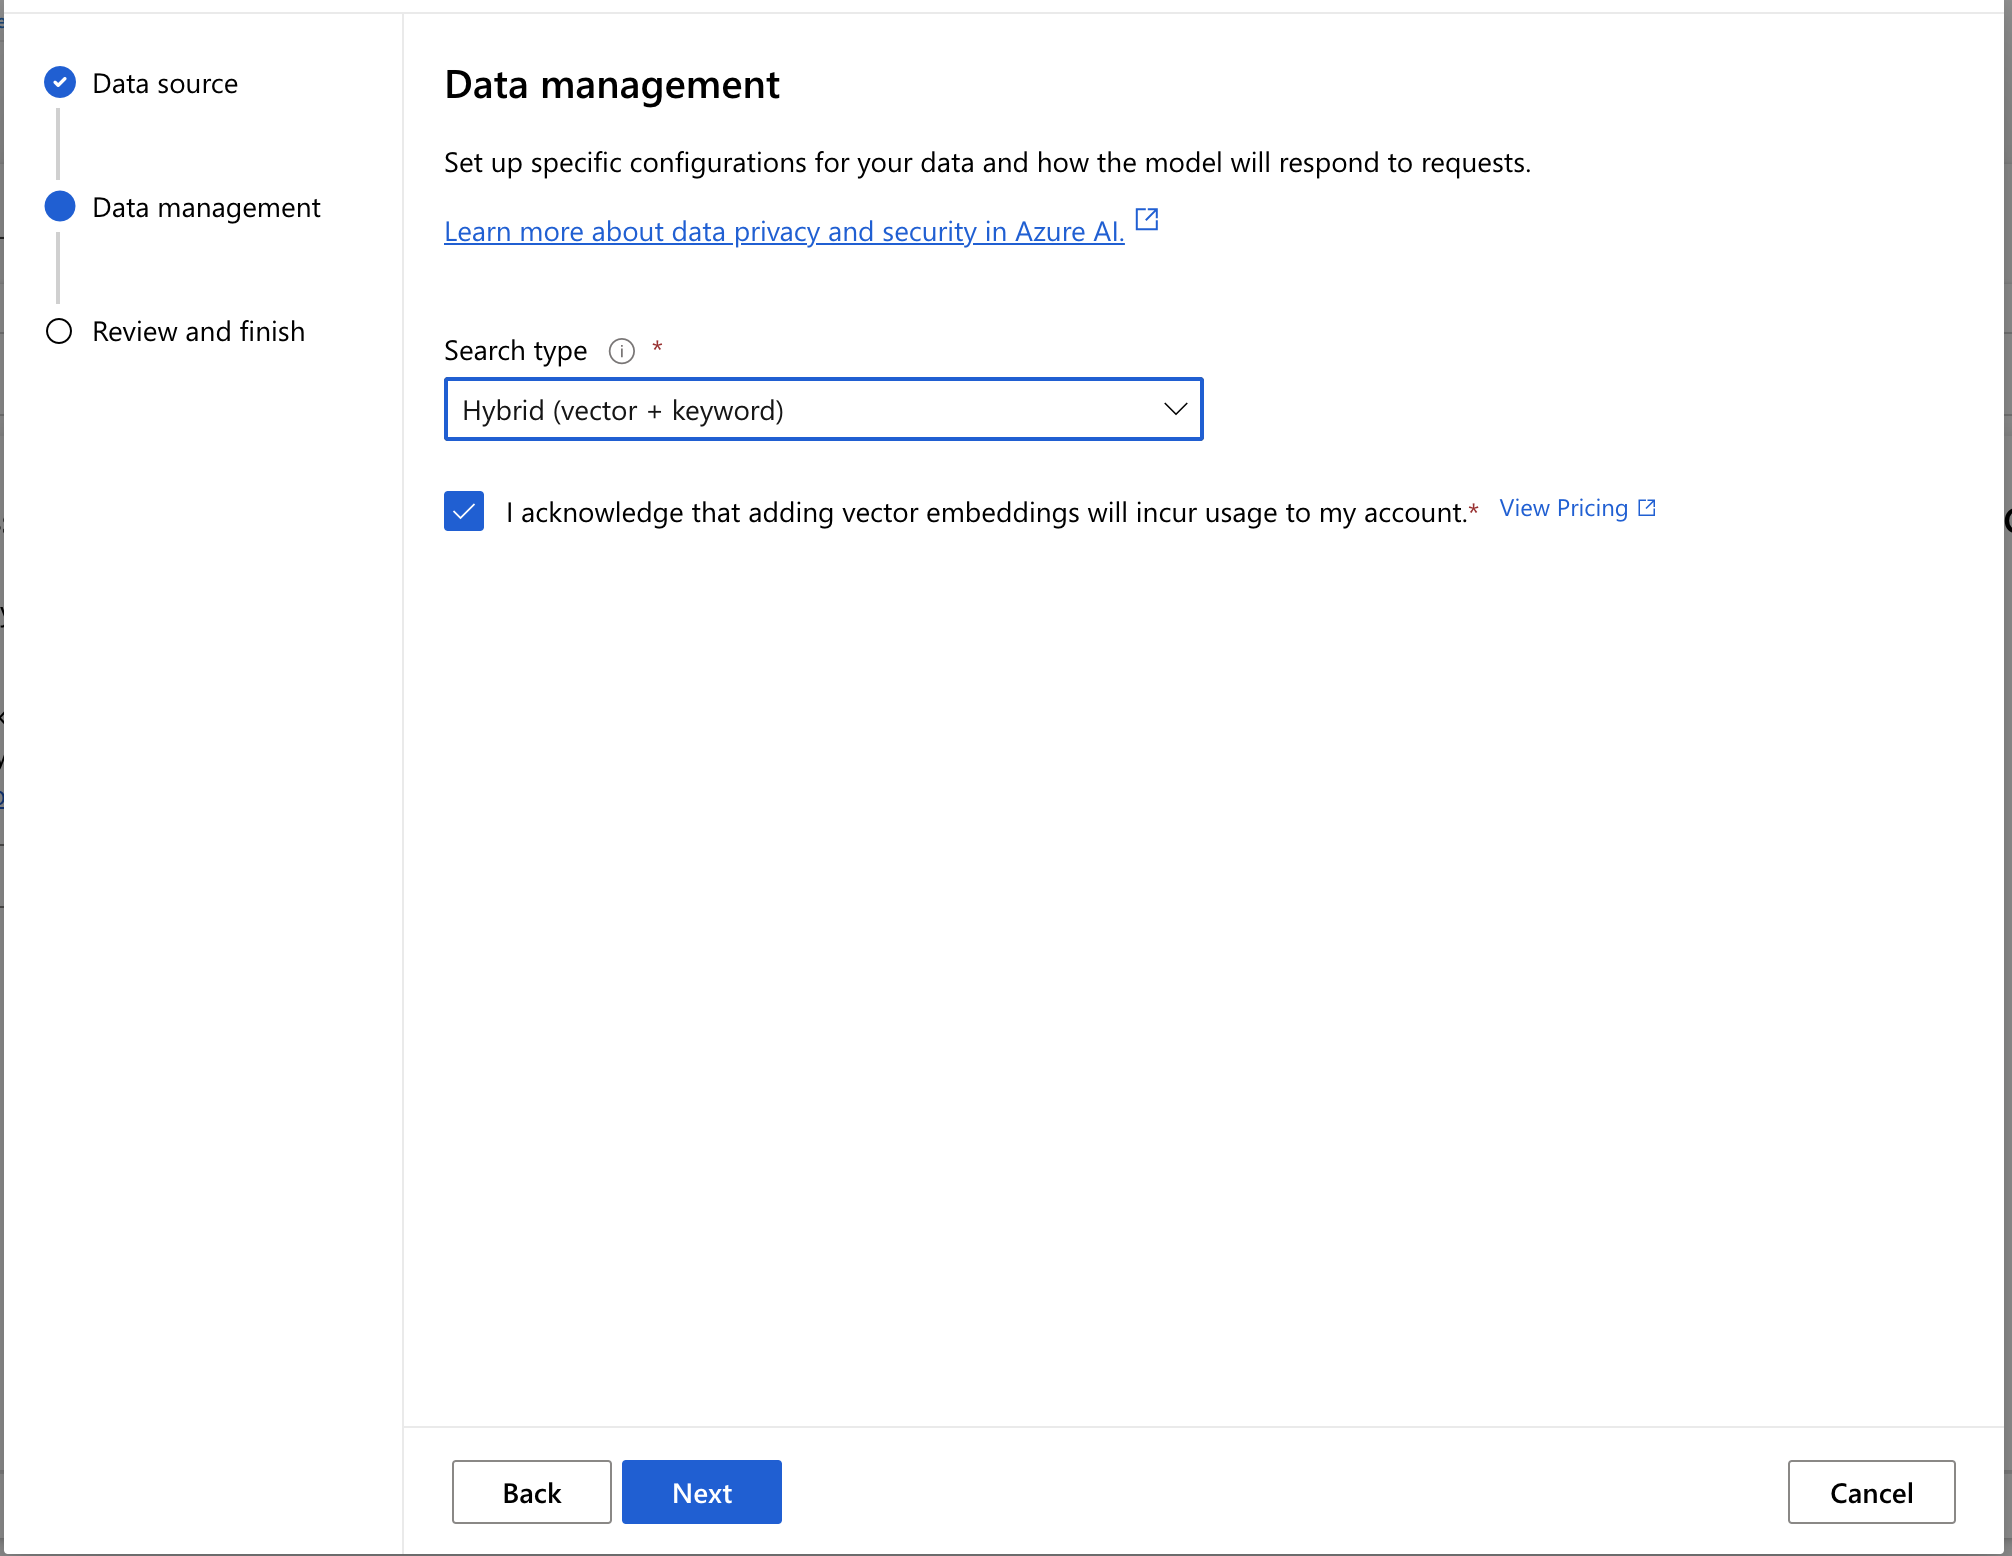 Data source
Data management
Review and finish
Data management
Set up specific configurations for your data and how the model will respond to requests.
Learn more about data privacy and security in Azure AI.
Search type *
Hybrid (vector + keyword)
I acknowledge that adding vector embeddings will incur usage to my account.* View Pricing
Back
Next
Cancel